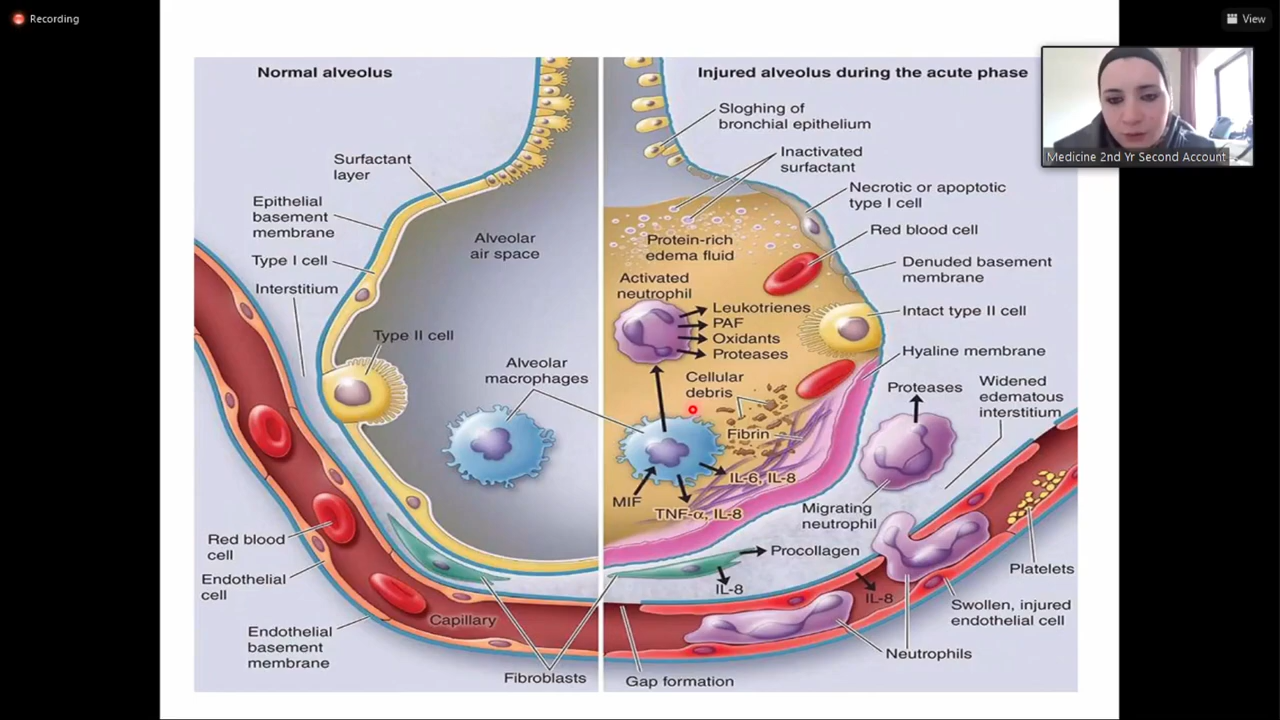 Recording
View
Medicine 2nd Yr Second Account
Normal alveolus
Surfactant
layer
Epithelial
basement
membrane
Type I cell
Interstitium
Alveolar
air space
Type II cell
Alveolar
macrophages
Red blood
cell
Endothelial
cell
Endothelial
basement
membrane
Capillary
Fibroblasts
Injured alveolus during the acute phase
Sloghing of
bronchial epithelium
Inactivated
surfactant
Necrotic or apoptotic
type I cell
Red blood cell
Protein-rich
edema fluid
Denuded basement
membrane
Activated
neutrophil
Leukotrienes
PAF
Oxidants
Proteases
Intact type II cell
Hyaline membrane
Cellular
debris
Proteases
Widened
edematous
interstitium
Fibrin
IL-6, IL-8
MIF
TNF-α, IL-8
Migrating
neutrophil
Procollagen
IL-8
IL-8
Platelets
Swollen, injured
endothelial cell
Neutrophils
Gap formation